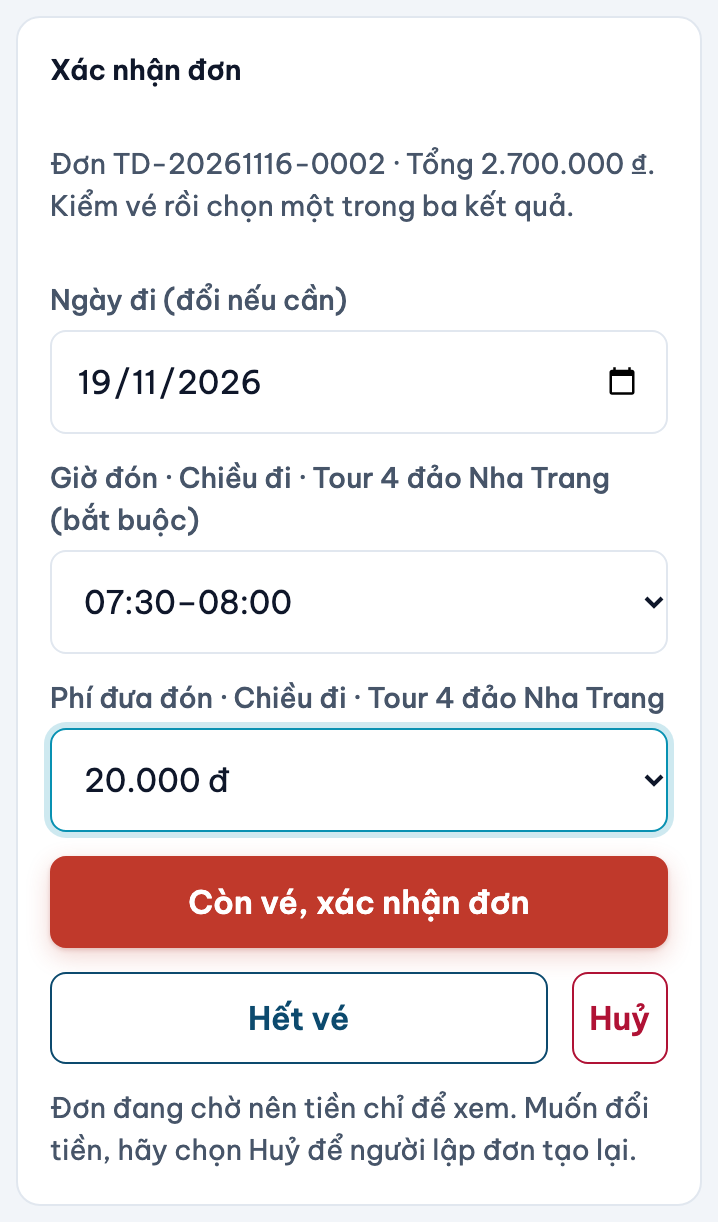 Xác nhận đơn
Đơn TD-20261116-0002 · Tổng 2.700.000 ₫.
Kiểm vé rồi chọn một trong ba kết quả.
Ngày đi (đổi nếu cần)
19/11/2026
Giờ đón · Chiều đi · Tour 4 đảo Nha Trang
(bắt buộc)
07:30–08:00
Phí đưa đón · Chiều đi · Tour 4 đảo Nha Trang
20.000 đ
Còn vé, xác nhận đơn
Hết vé
Huỷ
Đơn đang chờ nên tiền chỉ để xem. Muốn đổi
tiền, hãy chọn Huỷ để người lập đơn tạo lại.